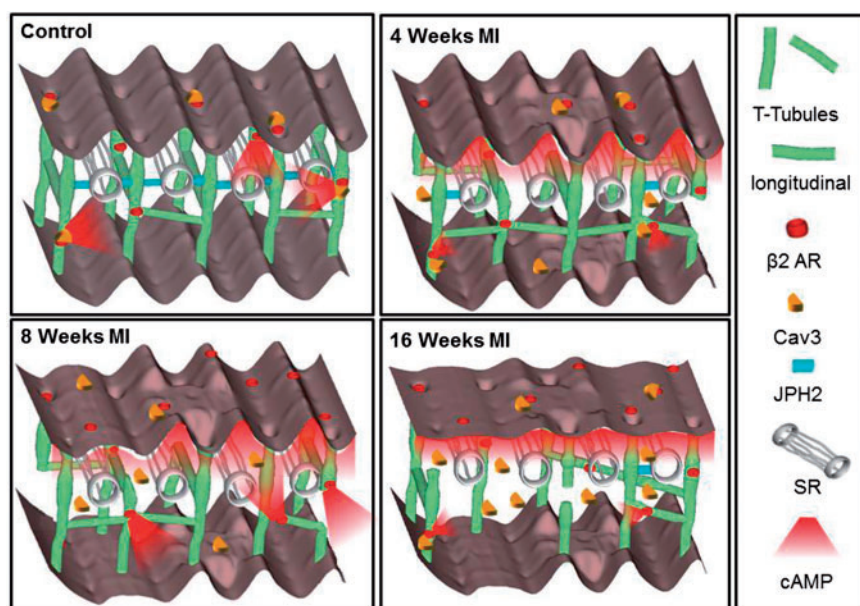 Control
4 Weeks MI
8 Weeks MI
16 Weeks MI
T-Tubules
longitudinal
β2 AR
Cav3
JPH2
SR
cAMP